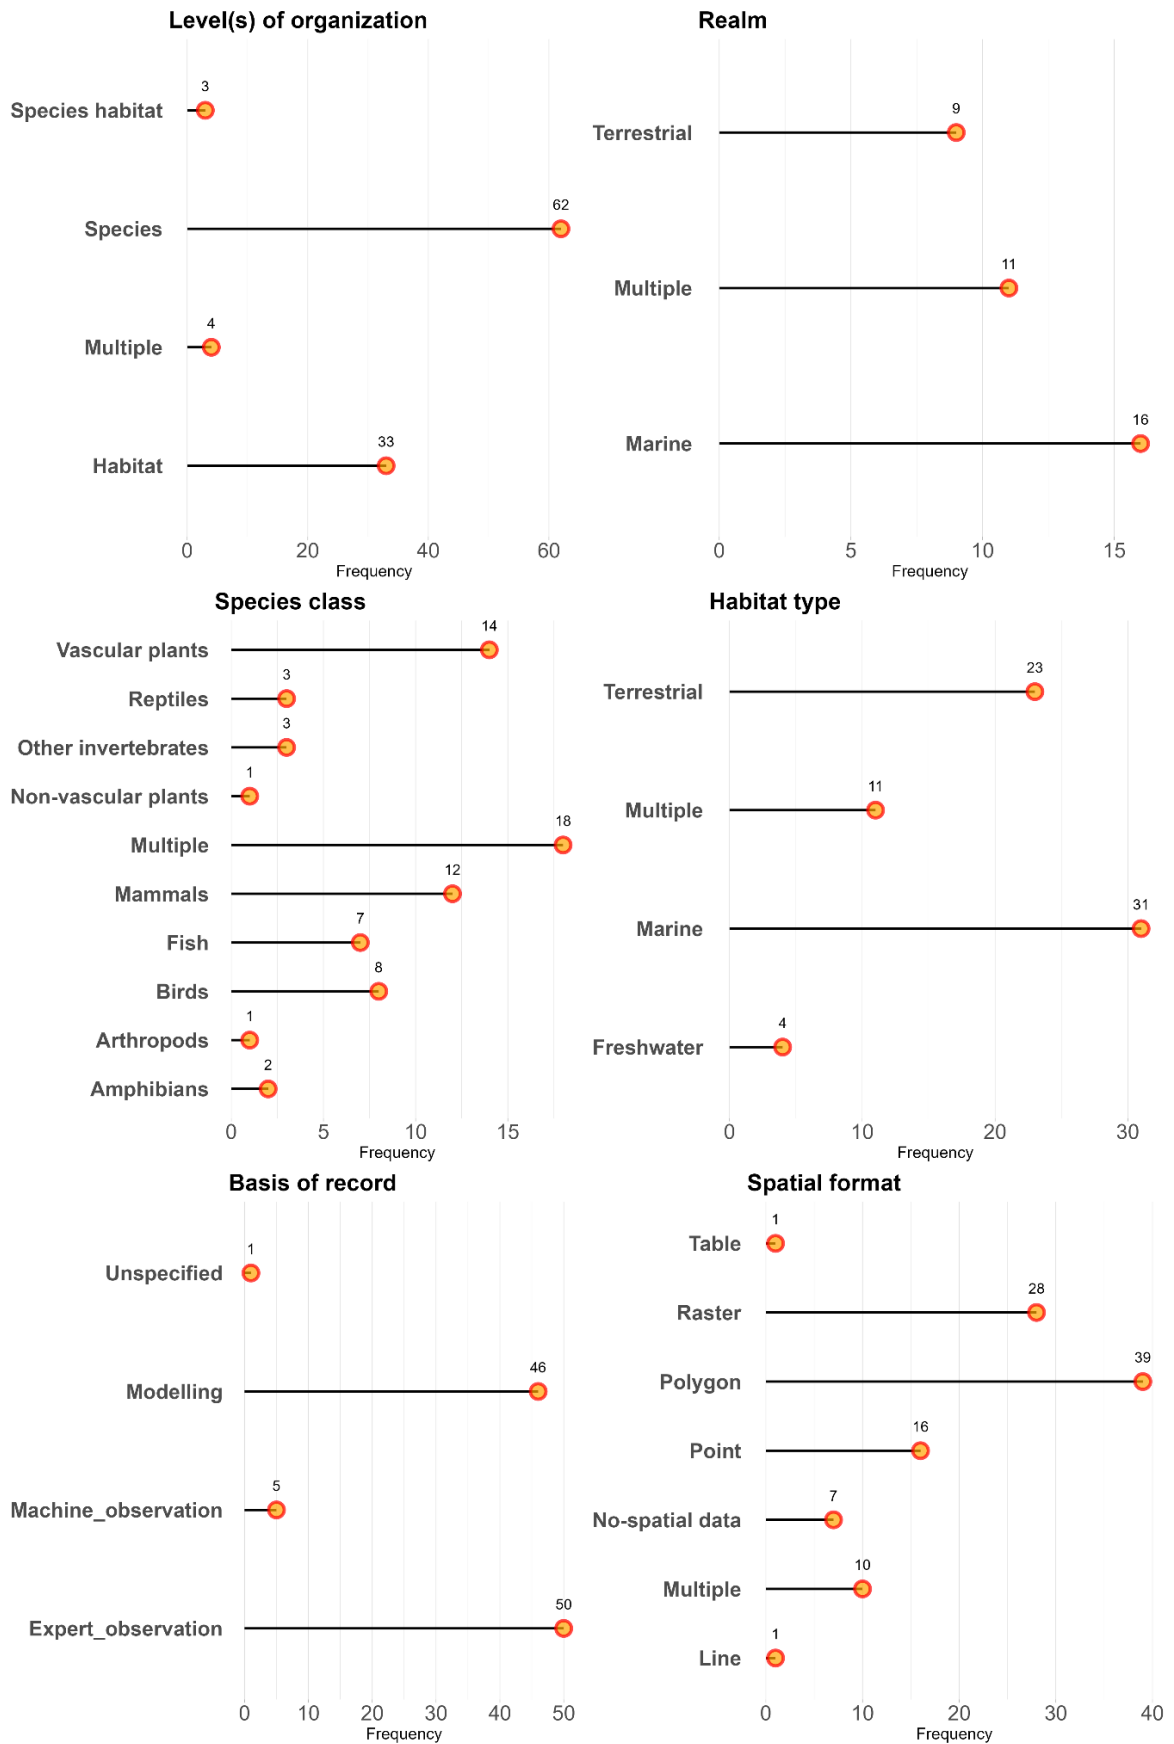 Level(s) of organization
3
Species habitat
62
Species
4
Multiple
33
Habitat
0 20 40 60
Frequency
Realm
9
Terrestrial
11
Multiple
16
Marine
0 5 10 15
Frequency
Species class
14
Vascular plants
3
Reptiles
3
Other invertebrates
1
Non-vascular plants
18
Multiple
12
Mammals
7
Fish
8
Birds
1
Arthropods
2
Amphibians
0 5 10 15
Frequency
Habitat type
23
Terrestrial
11
Multiple
31
Marine
4
Freshwater
0 10 20 30
Frequency
Basis of record
1
Unspecified
46
Modelling
5
Machine_observation
50
Expert_observation
0 10 20 30 40 50
Frequency
Spatial format
1
Table
28
Raster
39
Polygon
16
Point
7
No-spatial data
10
Multiple
1
Line
0 10 20 30 40
Frequency